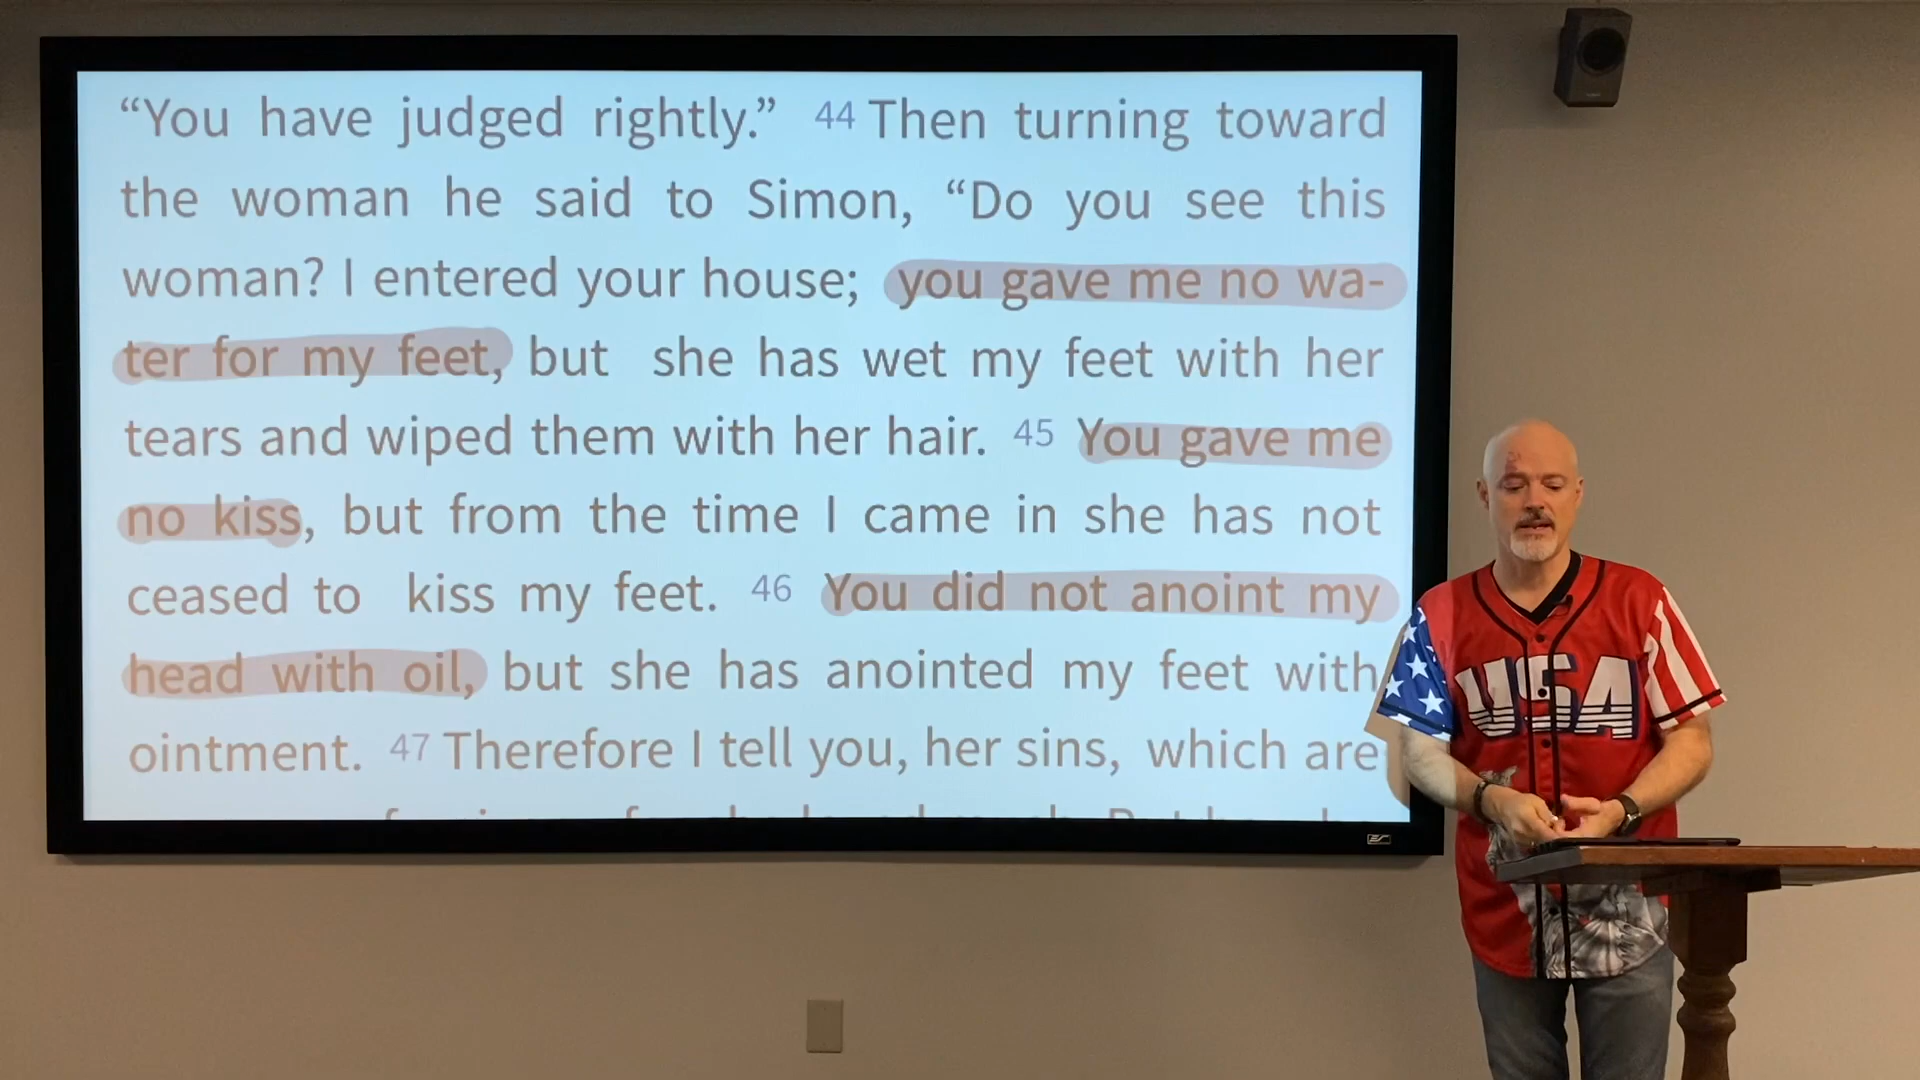 “You have judged rightly.” 44 Then turning toward
the woman he said to Simon, “Do you see this
woman? I entered your house; you gave me no wa-
ter for my feet, but she has wet my feet with her
tears and wiped them with her hair. 45 You gave me
no kiss, but from the time I came in she has not
ceased to kiss my feet. 46 You did not anoint my
head with oil, but she has anointed my feet with
ointment. 47 Therefore I tell you, her sins, which are
USA